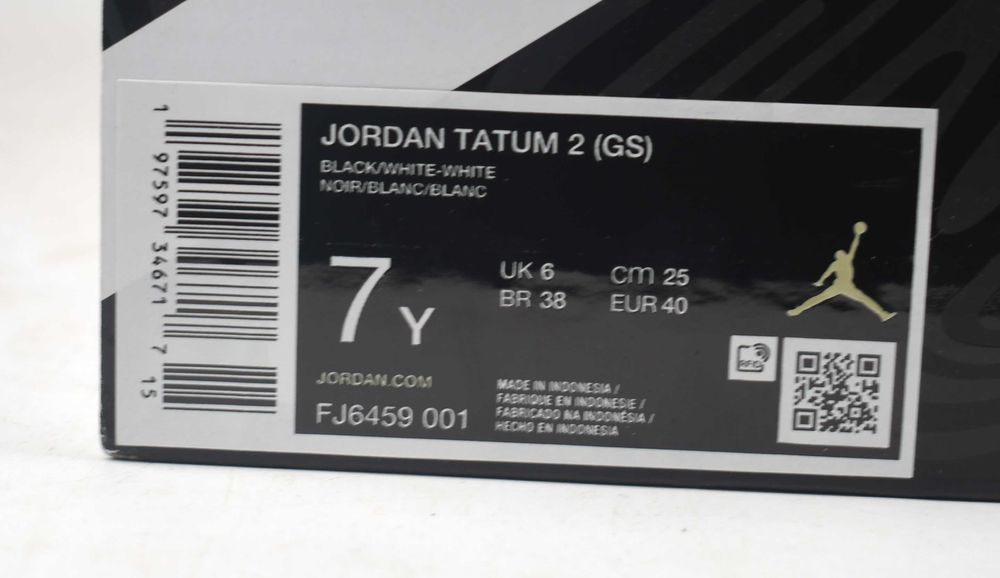 JORDAN TATUM 2 (GS)
BLACK/WHITE-WHITE
NOIR/BLANC/BLANC
7 Y
UK 6 cm 25
BR 38 EUR 40
JORDAN.COM
FJ6459 001
MADE IN INDONESIA /
FABRIQUE EN INDONESIE /
FABRICADO NA INDONÉSIA /
HECHO EN INDONESIA
RFID
1 97597 34671 7 15